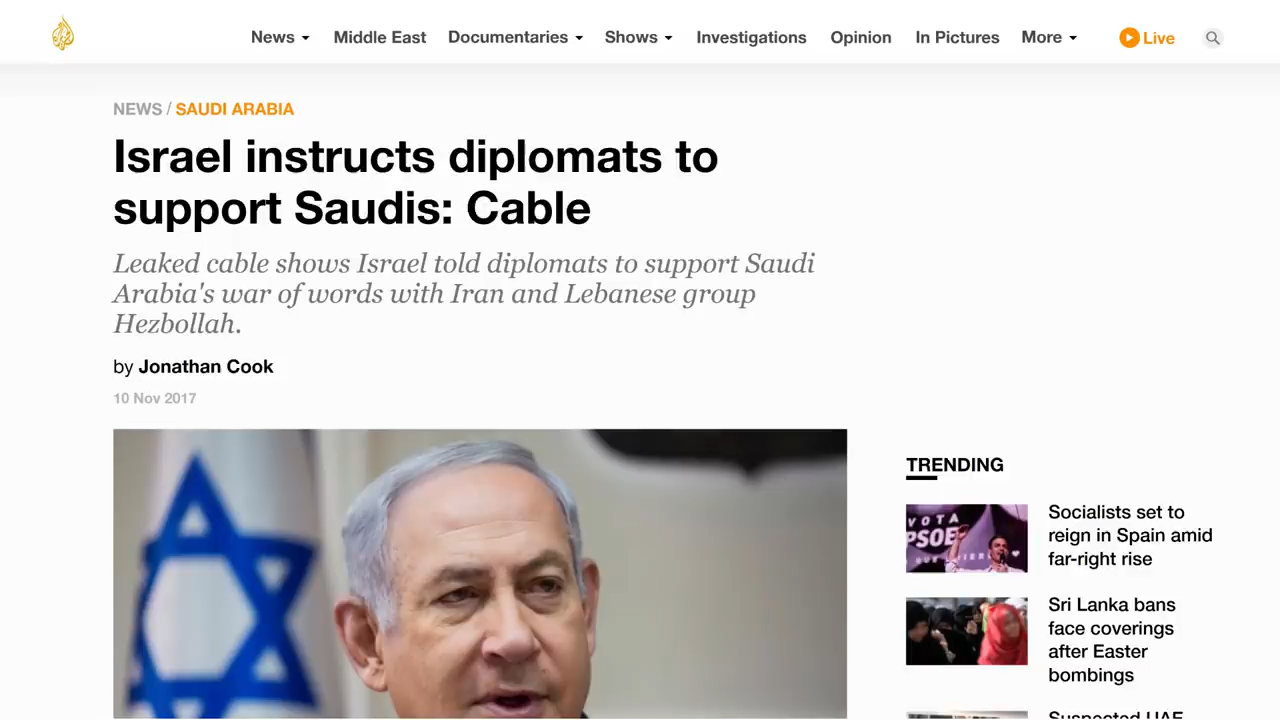 News Middle East Documentaries Shows Investigations Opinion In Pictures More Live
NEWS / SAUDI ARABIA
Israel instructs diplomats to
support Saudis: Cable
Leaked cable shows Israel told diplomats to support Saudi
Arabia's war of words with Iran and Lebanese group
Hezbollah.
by Jonathan Cook
10 Nov 2017
TRENDING
VOTA
PSOE
Socialists set to
reign in Spain amid
far-right rise
Sri Lanka bans
face coverings
after Easter
bombings
Suspected UAE